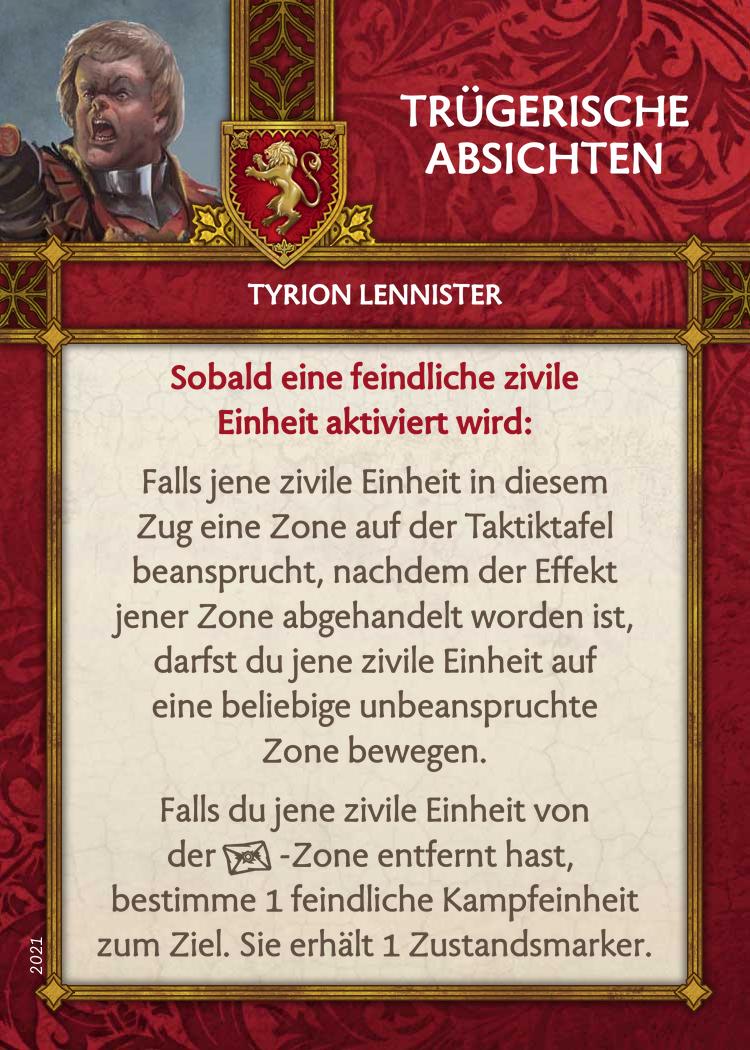 TRÜGERISCHE
ABSICHTEN
TYRION LENNISTER
Sobald eine feindliche zivile
Einheit aktiviert wird:
Falls jene zivile Einheit in diesem
Zug eine Zone auf der Taktiktafel
beansprucht, nachdem der Effekt
jener Zone abgehandelt worden ist,
darfst du jene zivile Einheit auf
eine beliebige unbeanspruchte
Zone bewegen.
Falls du jene zivile Einheit von
der -Zone entfernt hast,
bestimme 1 feindliche Kampfeinheit
zum Ziel. Sie erhält 1 Zustandsmarker.
2021